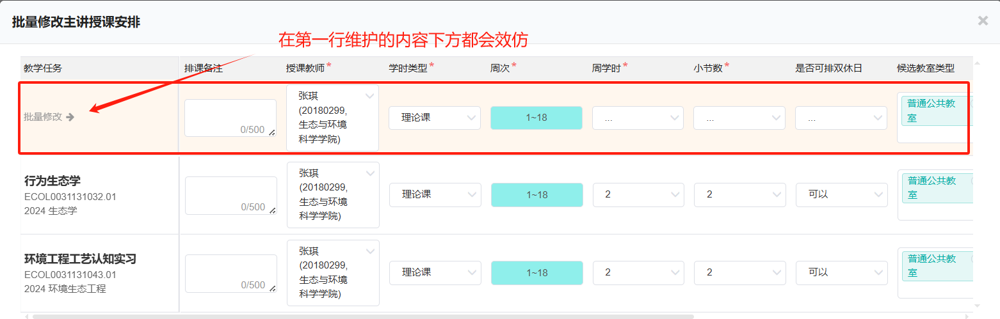 批量修改主讲授课安排
在第一行维护的内容下方都会效仿
教学任务 排课备注 授课教师* 学时类型* 周次* 周学时* 小节数* 是否可排双休日 候选教室类型
批量修改
0/500
张琪
(20180299,
生态与环境
科学学院)
理论课
1~18
...
...
...
普通公共教
室
行为生态学
ECOL0031131032.01
2024 生态学
0/500
张琪
(20180299,
生态与环境
科学学院)
理论课
1~18
2
2
可以
普通公共教
室
环境工程工艺认知实习
ECOL0031131043.01
2024 环境生态工程
0/500
张琪
(20180299,
生态与环境
科学学院)
理论课
1~18
2
2
可以
普通公共教
室